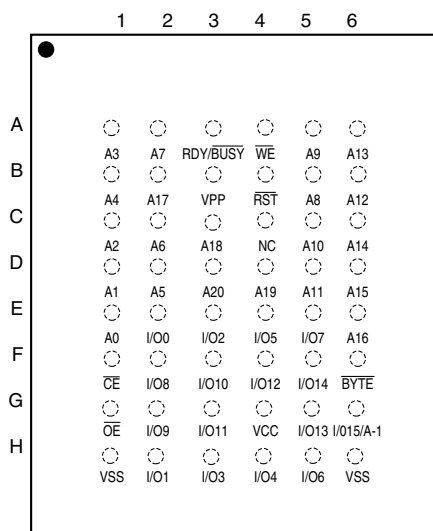 1 2 3 4 5 6
A
A3 A7 RDY/BUSY WE A9 A13
B
A4 A17 VPP RST A8 A12
C
A2 A6 A18 NC A10 A14
D
A1 A5 A20 A19 A11 A15
E
A0 I/O0 I/O2 I/O5 I/O7 A16
F
CE I/O8 I/O10 I/O12 I/O14 BYTE
G
OE I/O9 I/O11 VCC I/O13 I/015/A-1
H
VSS I/O1 I/O3 I/O4 I/O6 VSS